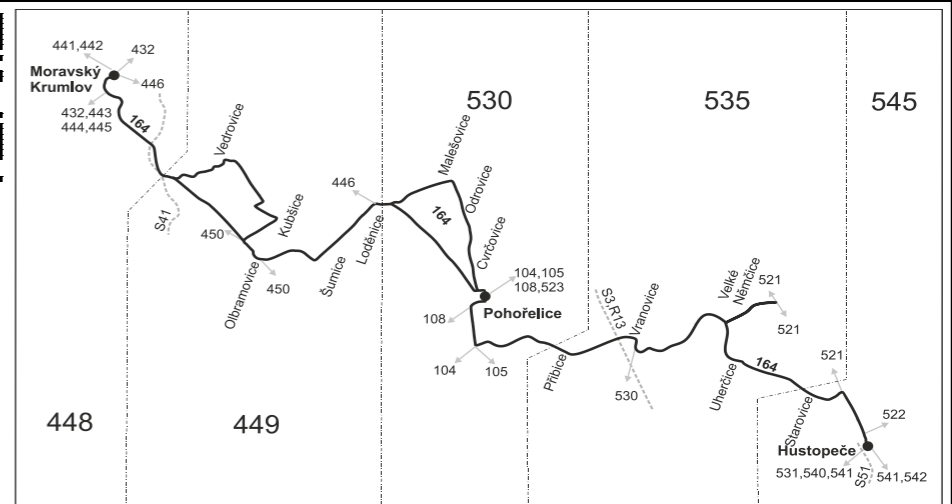 441,442
432
Moravský
Krumlov
446
432,443
444,445
164
S41
Vedrovice
Kubšice
450
Olbramovice
450
Šumice
446
Loděnice
530
Malešovice
164
Odrovice
Cvrčovice
104,105
108,523
108
Pohořelice
104
105
Přibice
535
S3,R13
Vranovice
530
Velké
Němčice
521
521
Uherčice
164
Starovice
545
521
522
Hustopeče
531,540,541
S51
541,542
448
449